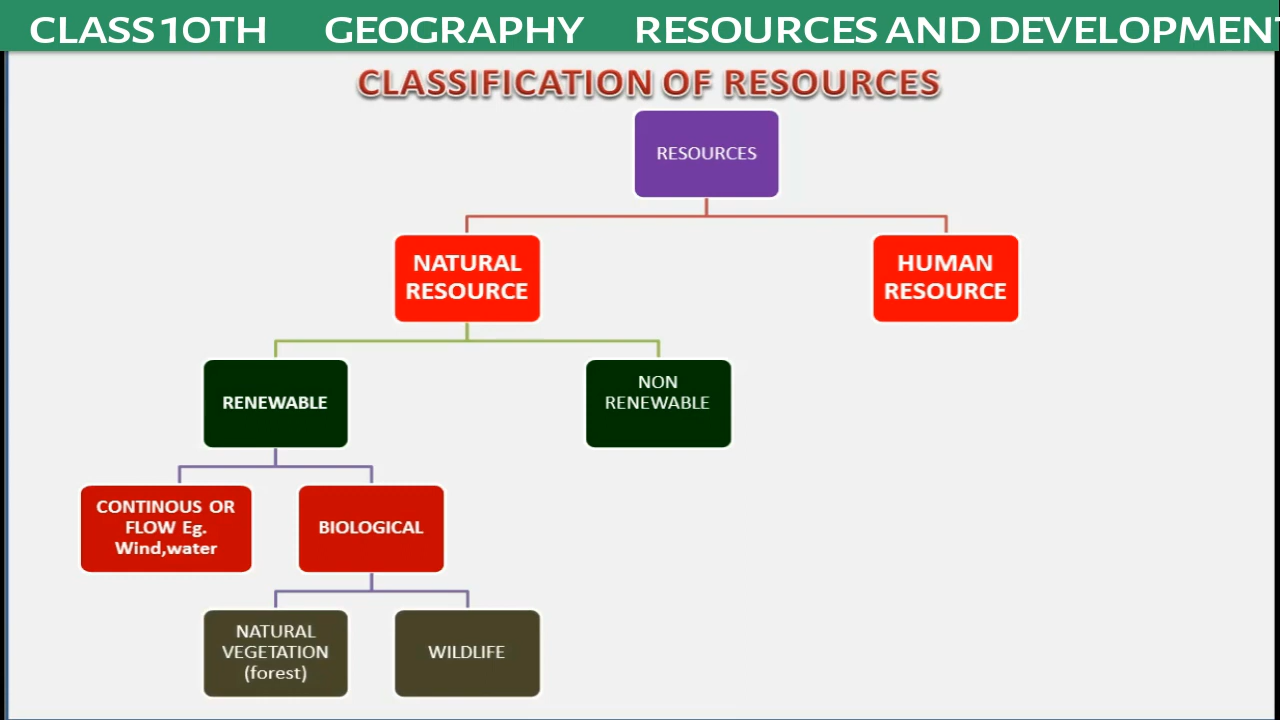 CLASS 10TH GEOGRAPHY RESOURCES AND DEVELOPMENT
CLASSIFICATION OF RESOURCES
RESOURCES
NATURAL
RESOURCE
HUMAN
RESOURCE
RENEWABLE
NON
RENEWABLE
CONTINOUS OR
FLOW Eg.
Wind,water
BIOLOGICAL
NATURAL
VEGETATION
(forest)
WILDLIFE